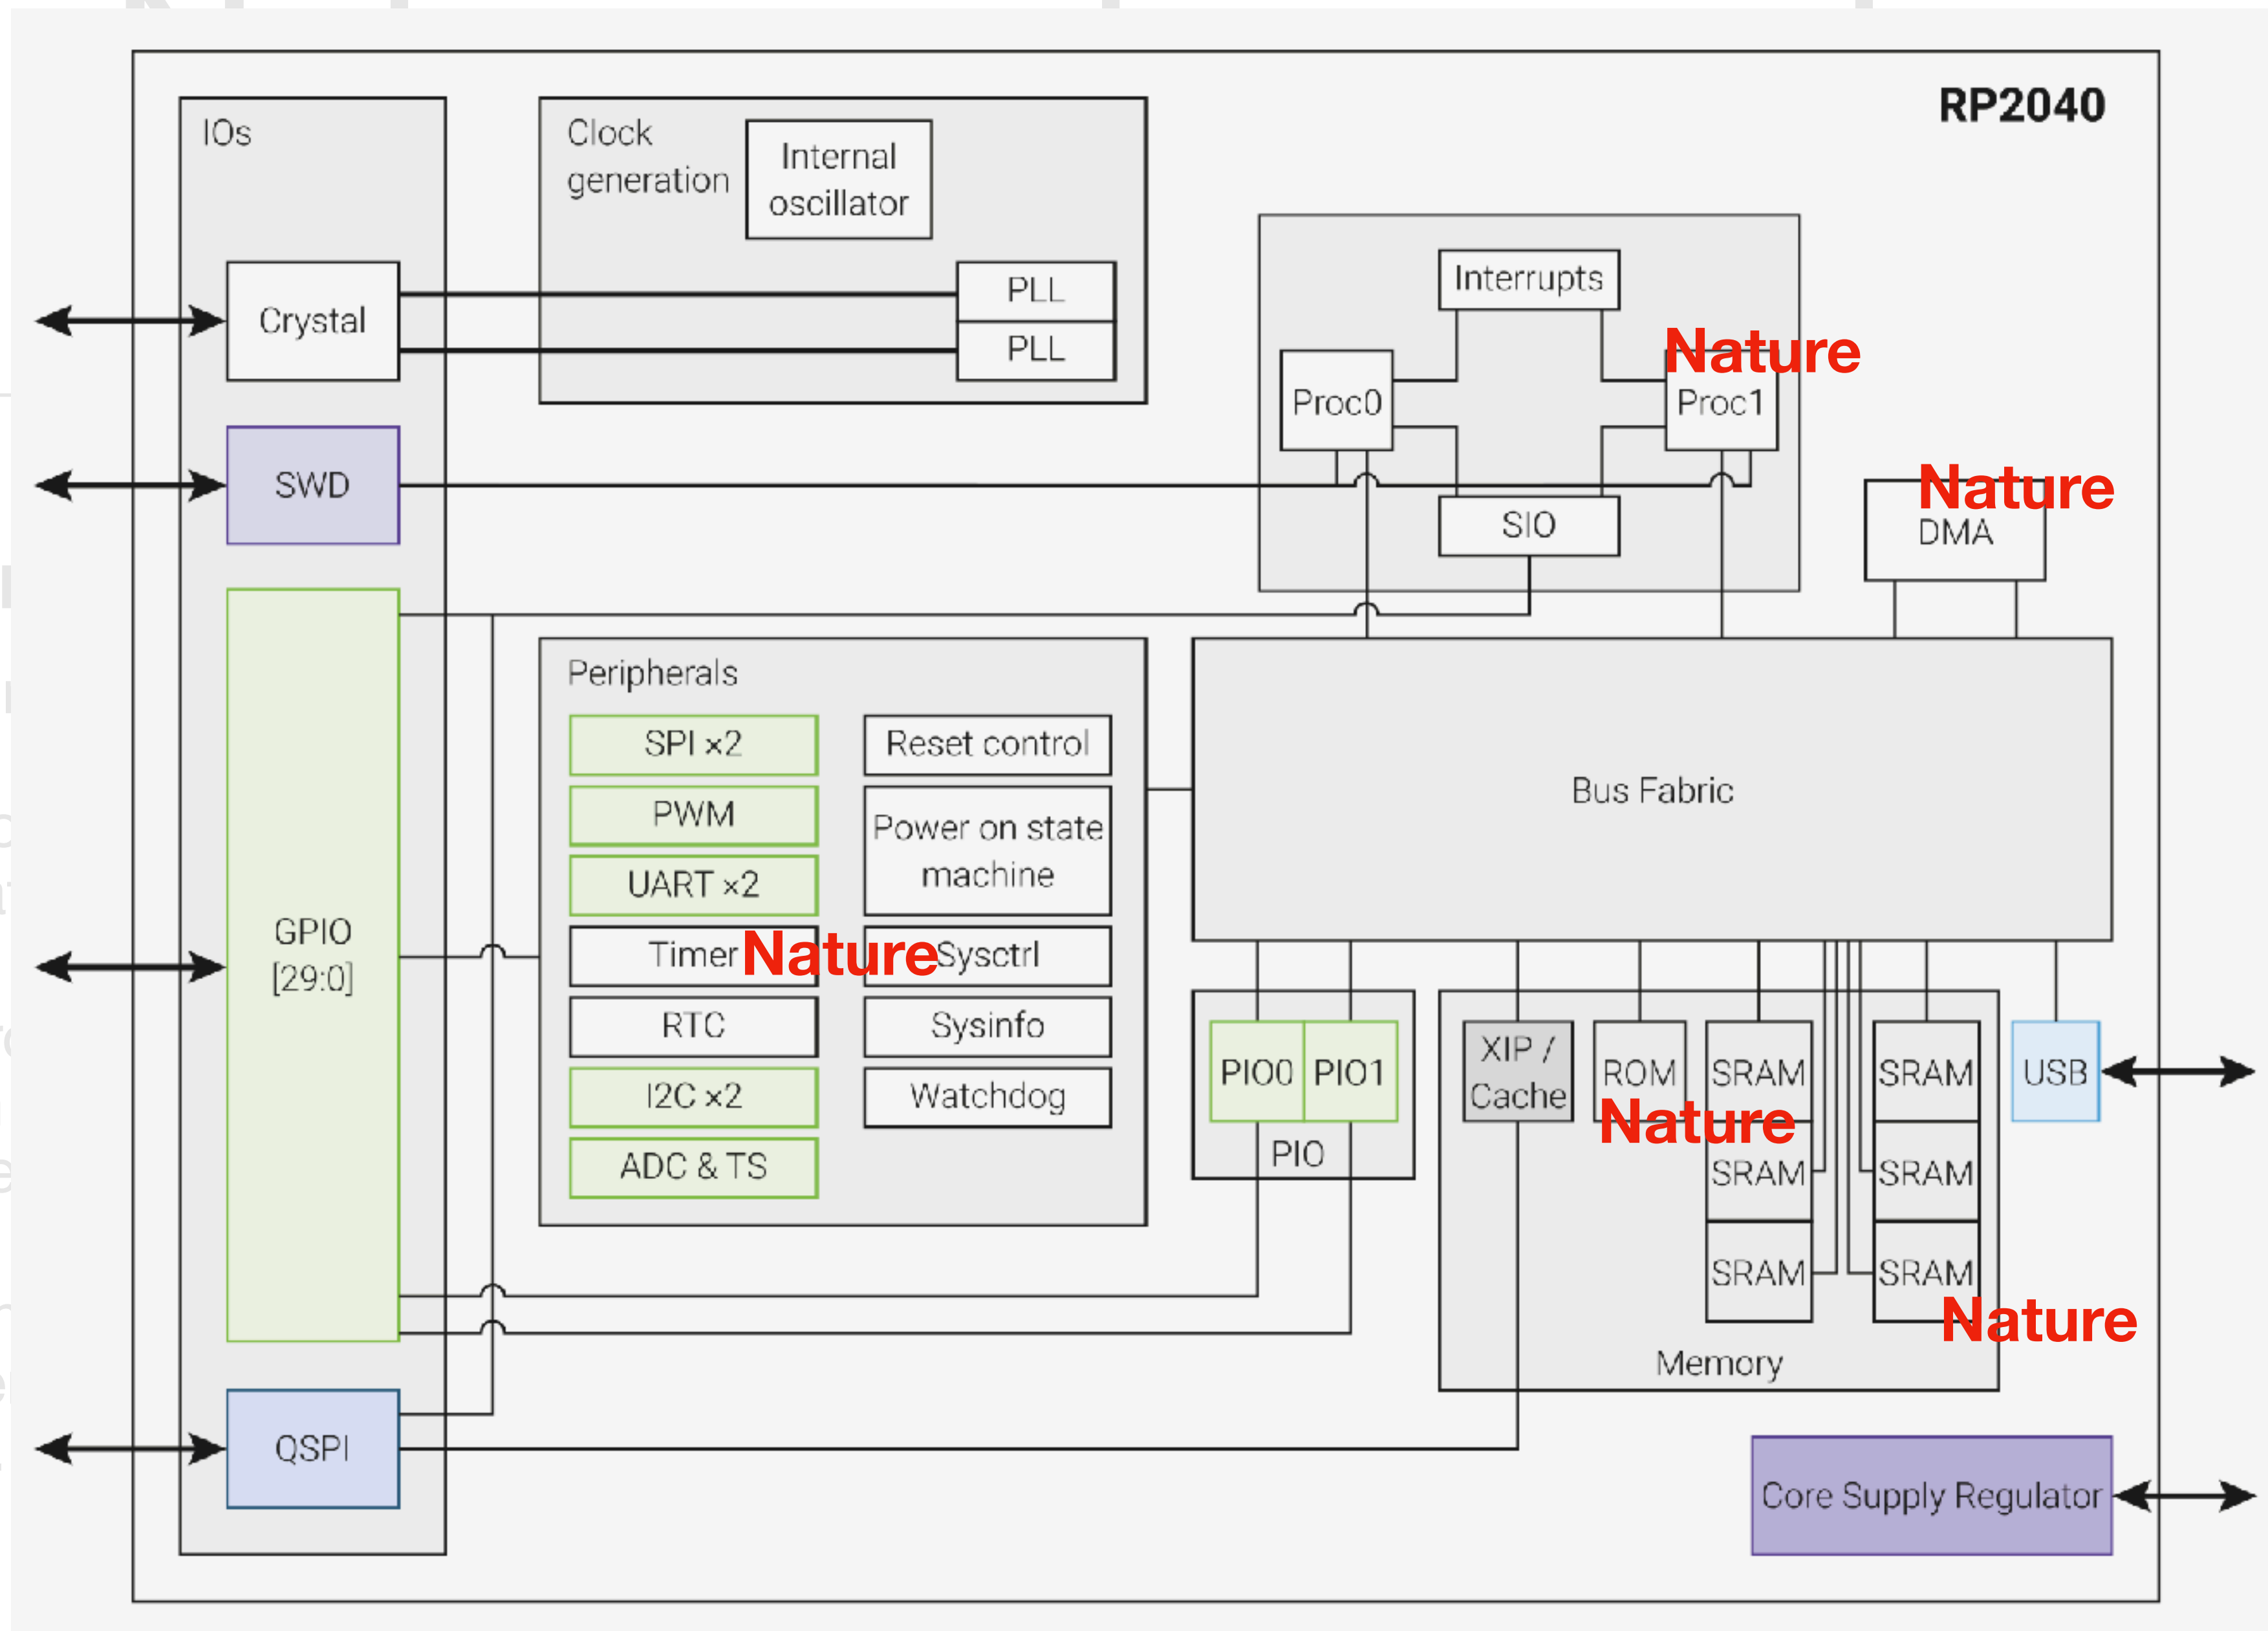 RP2040
IOs
Clock
generation
Internal
oscillator
Crystal
PLL
PLL
Interrupts
Nature
Proc0
Proc1
SWD
Nature
SIO
DMA
Peripherals
SPI ×2
Reset control
PWM
Power on state
machine
UART ×2
Bus Fabric
GPIO
[29:0]
Timer
Nature
Sysctrl
RTC
Sysinfo
I2C ×2
Watchdog
ADC & TS
PIO0
PIO1
PIO
XIP /
Cache
ROM
SRAM
SRAM
USB
Nature
SRAM
SRAM
SRAM
SRAM
Nature
Memory
QSPI
Core Supply Regulator